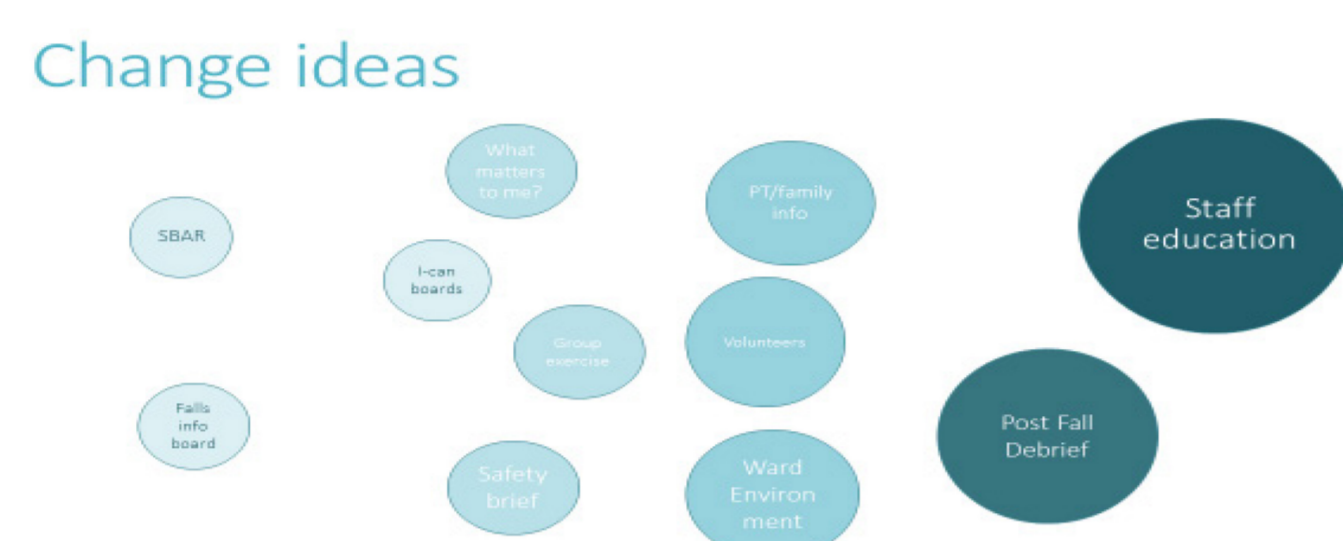 Change ideas
What
matters
to me?
PT/family
info
Staff
education
SBAR
I-can
boards
Group
exercise
Volunteers
Falls
info
board
Post Fall
Debrief
Safety
brief
Ward
Environ
ment